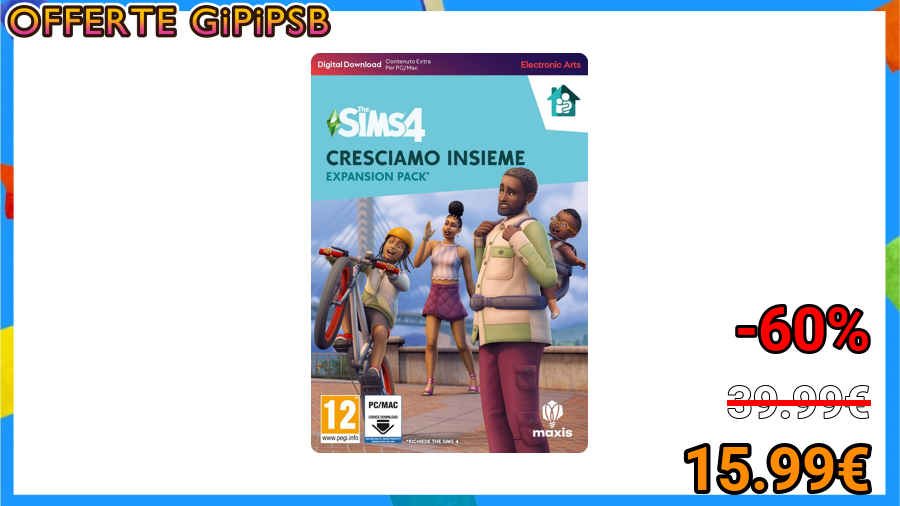 OFFERTE GiPiPSB
Digital Download
Contenuto Extra
Per PC/Mac
Electronic Arts
The
SIMS4
CRESCIAMO INSIEME
EXPANSION PACK*
-60%
39.99€
15.99€
12
www.pegi.info
PC/MAC
CODICE DOWNLOAD
*RICHIEDE THE SIMS 4.
maxis